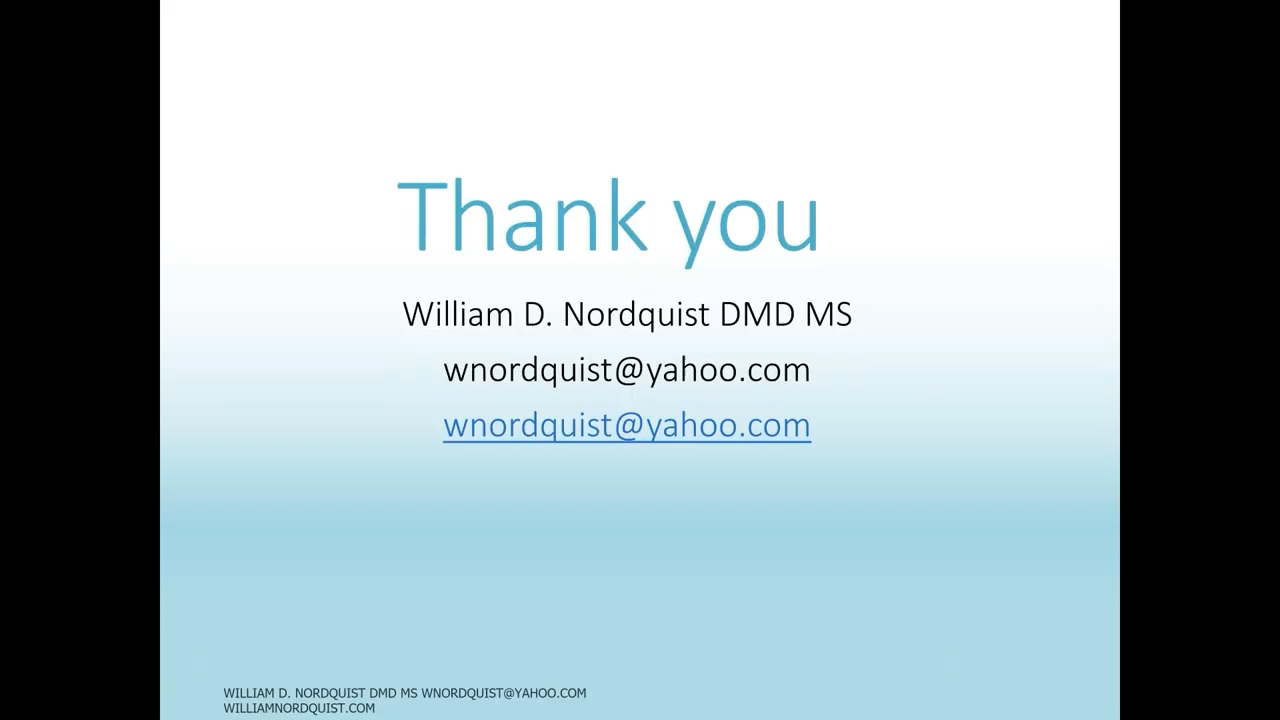 Thank you
William D. Nordquist DMD MS
wnordquist@yahoo.com
wnordquist@yahoo.com
WILLIAM D. NORDQUIST DMD MS WNORDQUIST@YAHOO.COM
WILLIAMNORDQUIST.COM